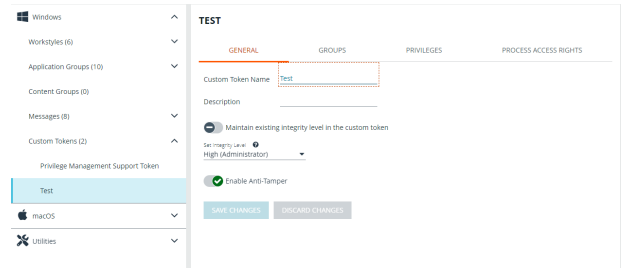 Windows
Workstyles (6)
Application Groups (10)
Content Groups (0)
Messages (8)
Custom Tokens (2)
Privilege Management Support Token
Test
macOS
Utilities
TEST
GENERAL GROUPS PRIVILEGES PROCESS ACCESS RIGHTS
Custom Token Name Test
Description
Maintain existing integrity level in the custom token
Set Integrity Level ?
High (Administrator)
Enable Anti-Tamper
SAVE CHANGES DISCARD CHANGES